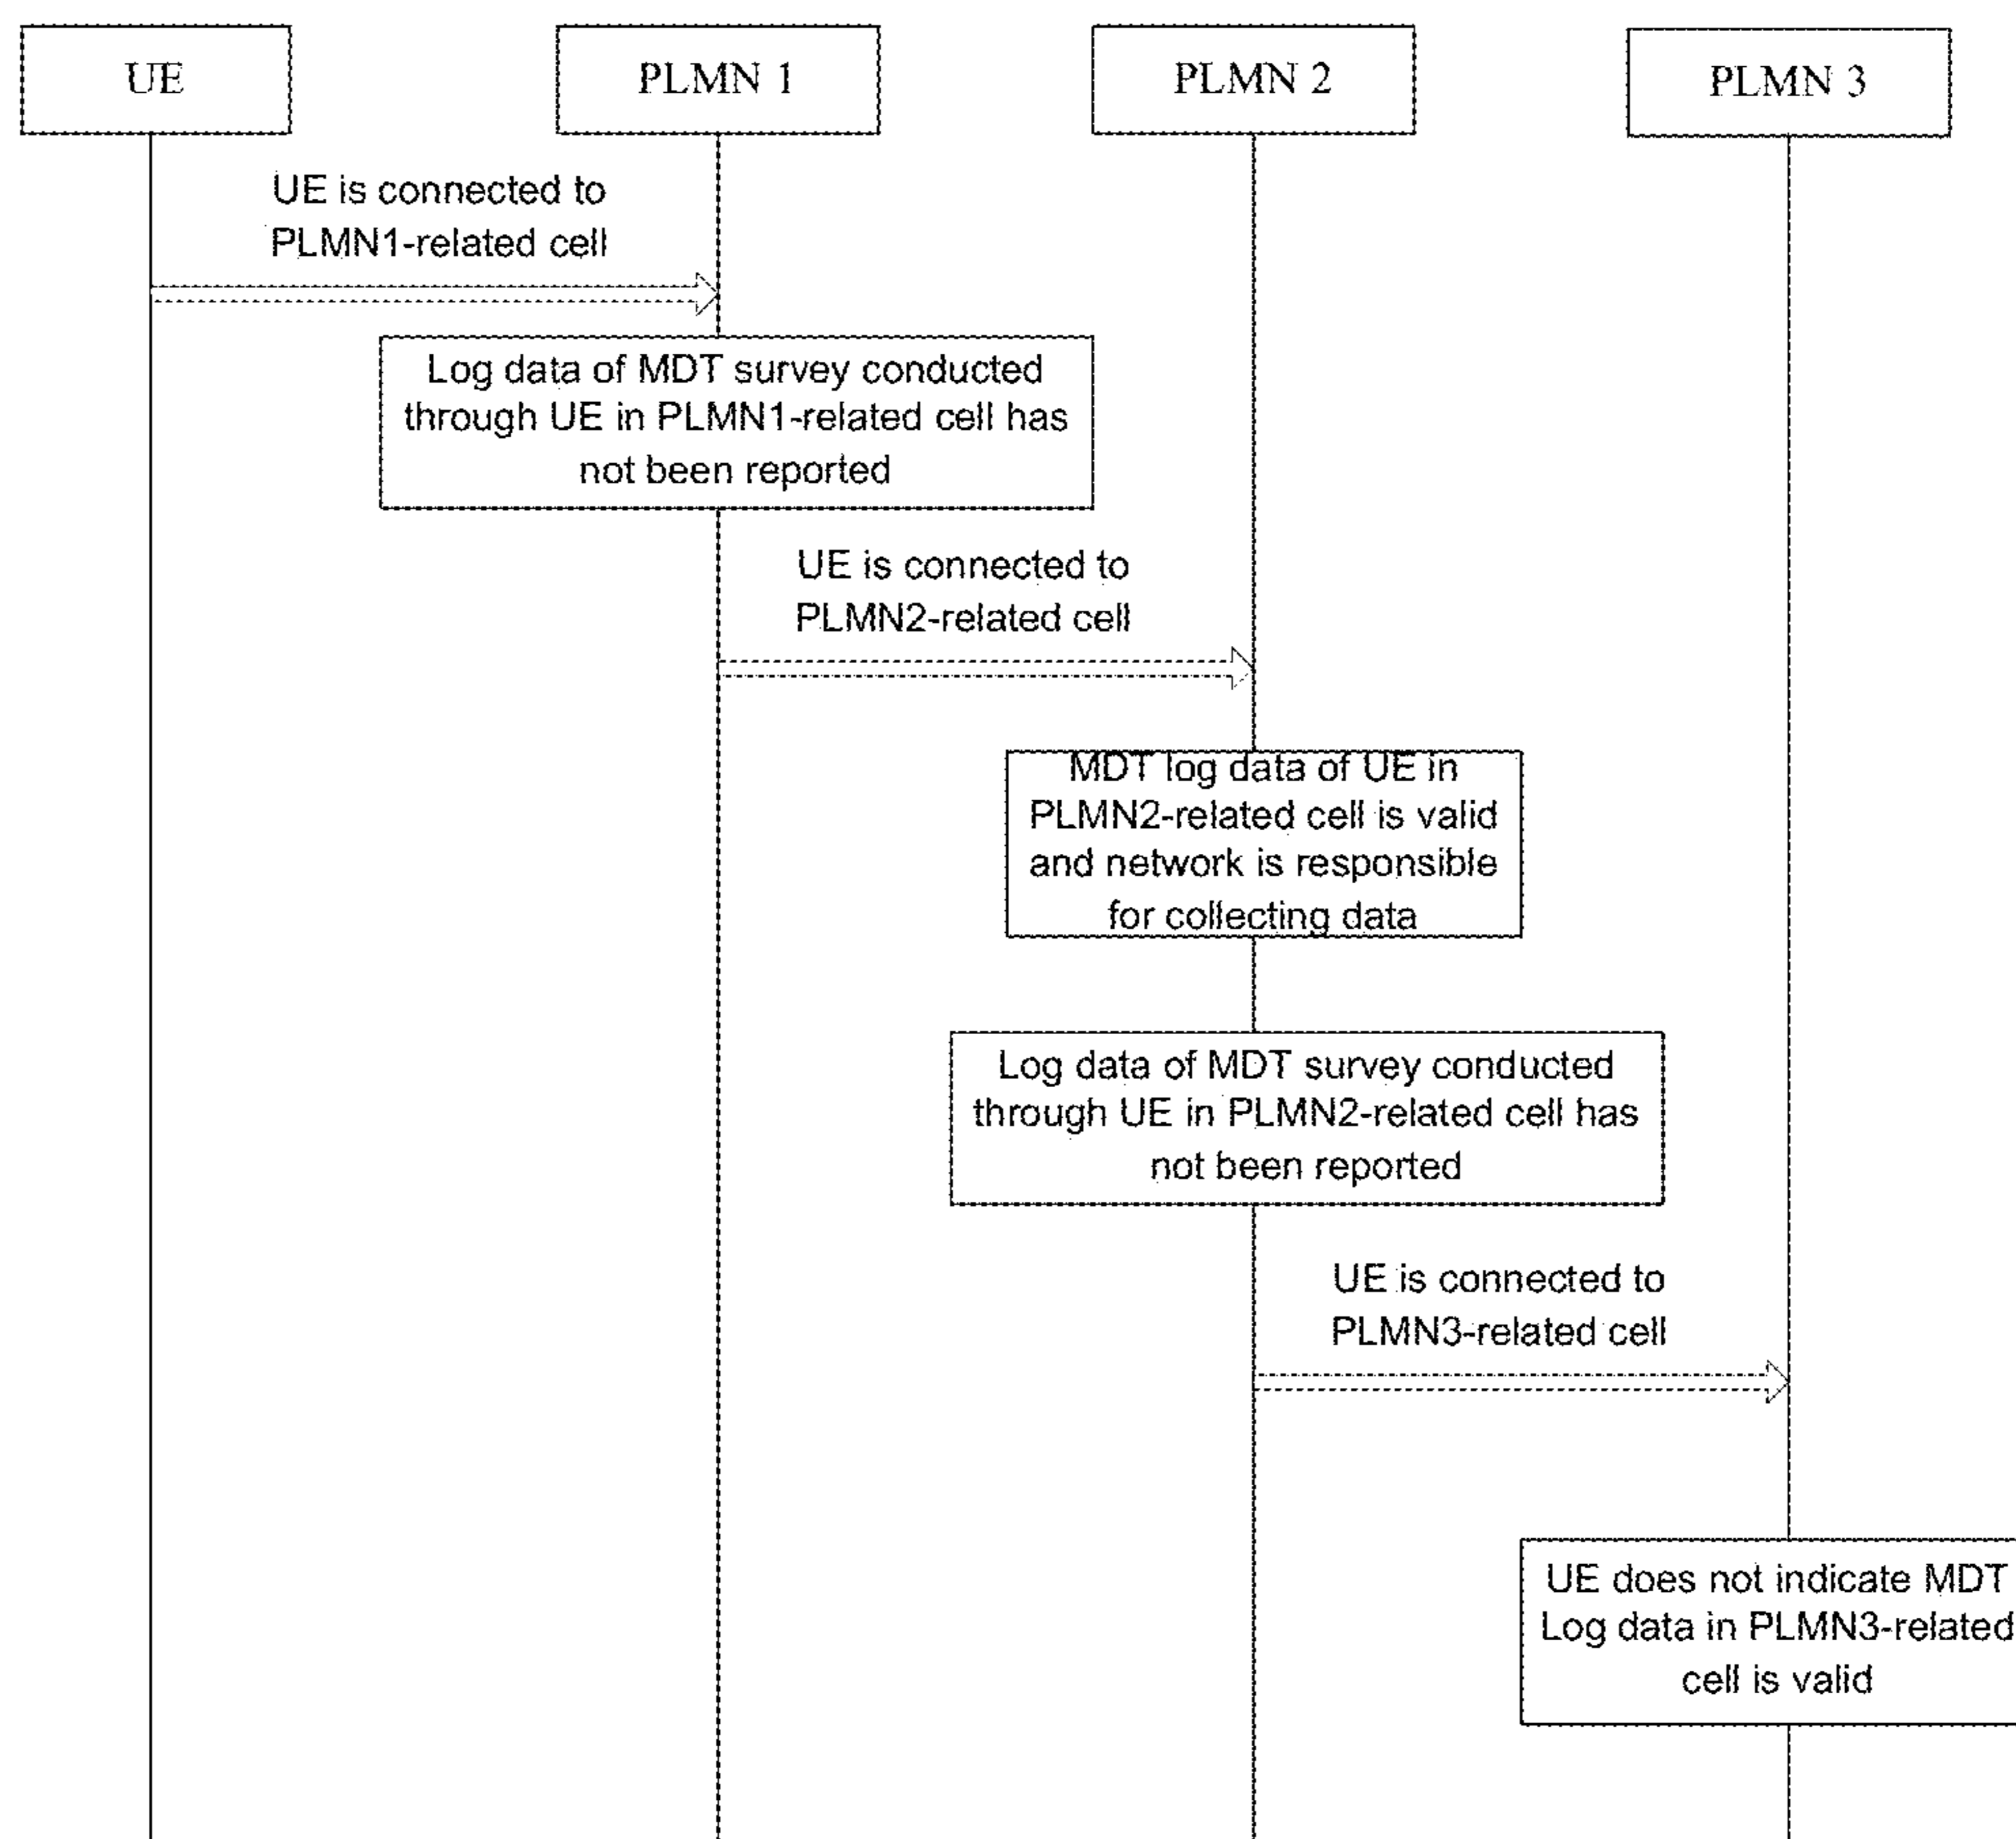 UE
PLMN 1
PLMN 2
PLMN 3
UE is connected to
PLMN1-related cell
Log data of MDT survey conducted
through UE in PLMN1-related cell has
not been reported
UE is connected to
PLMN2-related cell
MDT log data of UE in
PLMN2-related cell is valid
and network is responsible
for collecting data
Log data of MDT survey conducted
through UE in PLMN2-related cell has
not been reported
UE is connected to
PLMN3-related cell
UE does not indicate MDT
Log data in PLMN3-related
cell is valid